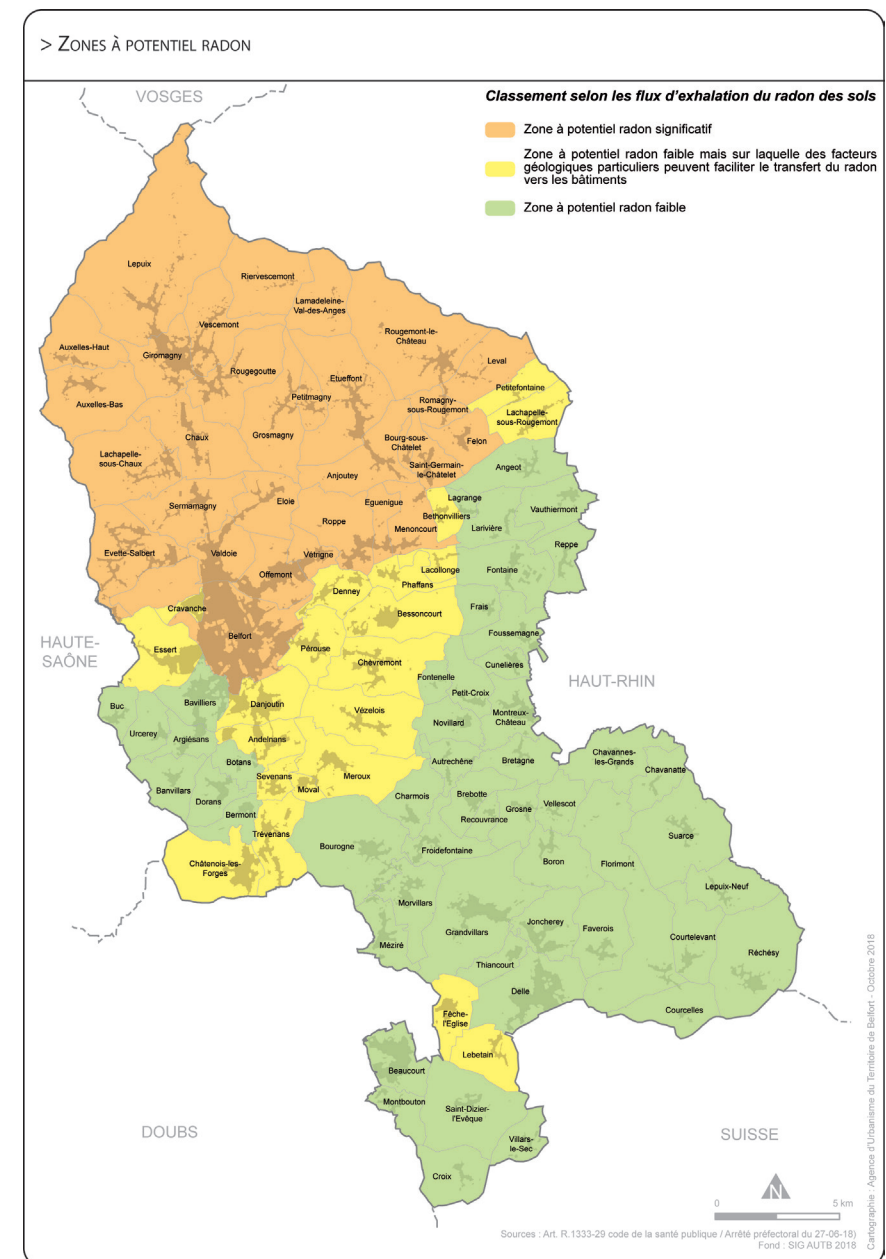 > Zones à potentiel radon
VOSGES
Classement selon les flux d'exhalation du radon des sols
Zone à potentiel radon significatif
Zone à potentiel radon faible mais sur laquelle des facteurs
géologiques particuliers peuvent faciliter le transfert du radon
vers les bâtiments
Zone à potentiel radon faible
Lepuix
Riervescemont
Lamadeleine-
Val-des-Anges
Vescemont
Rougemont-le-
Château
Auxelles-Haut
Giromagny
Leval
Rougegoutte
Etueffont
Petitefontaine
Auxelles-Bas
Petitmagny
Romagny-
sous-Rougemont
Lachapelle-
sous-Rougemont
Chaux
Grosmagny
Bourg-sous-
Châtelet
Felon
Lachapelle-
sous-Chaux
Saint-Germain-
le-Châtelet
Angeot
Anjoutey
Sermamagny
Eloie
Eguenigue
Lagrange
Vauthiermont
Roppe
Bethonvilliers
Menoncourt
Larivière
Evette-Salbert
Valdoie
Vétrigne
Reppe
Offemont
Lacollonge
Fontaine
Denney
Phaffans
Cravanche
Bessoncourt
Frais
Belfort
Foussemagne
HAUTE-
SAÔNE
Essert
Pérouse
Chèvremont
Cunelières
Fontenelle
HAUT-RHIN
Buc
Bavilliers
Danjoutin
Petit-Croix
Vézelois
Montreux-
Château
Urcerey
Argiésans
Andelnans
Novillard
Botans
Autrechêne
Bretagne
Chavannes-
les-Grands
Sevenans
Meroux
Chavanatte
Banvillars
Moval
Dorans
Charmois
Brebotte
Bermont
Grosne
Vellescot
Recouvrance
Trévenans
Suarce
Bourogne
Froidefontaine
Châtenois-les-
Forges
Boron
Florimont
Lepuix-Neuf
Morvillars
Joncherey
Faverois
Grandvillars
Courtelevant
Méziré
Réchésy
Thiancourt
Delle
Courcelles
Fêche-
l'Eglise
Lebetain
Beaucourt
Montbouton
Saint-Dizier-
l'Evêque
DOUBS
SUISSE
Villars-
le-Sec
Croix
N
0 5 km
Sources : Art. R.1333-29 code de la santé publique / Arrêté préfectoral du 27-06-18)
Fond : SIG AUTB 2018
Cartographie : Agence d'Urbanisme du Territoire de Belfort - Octobre 2018